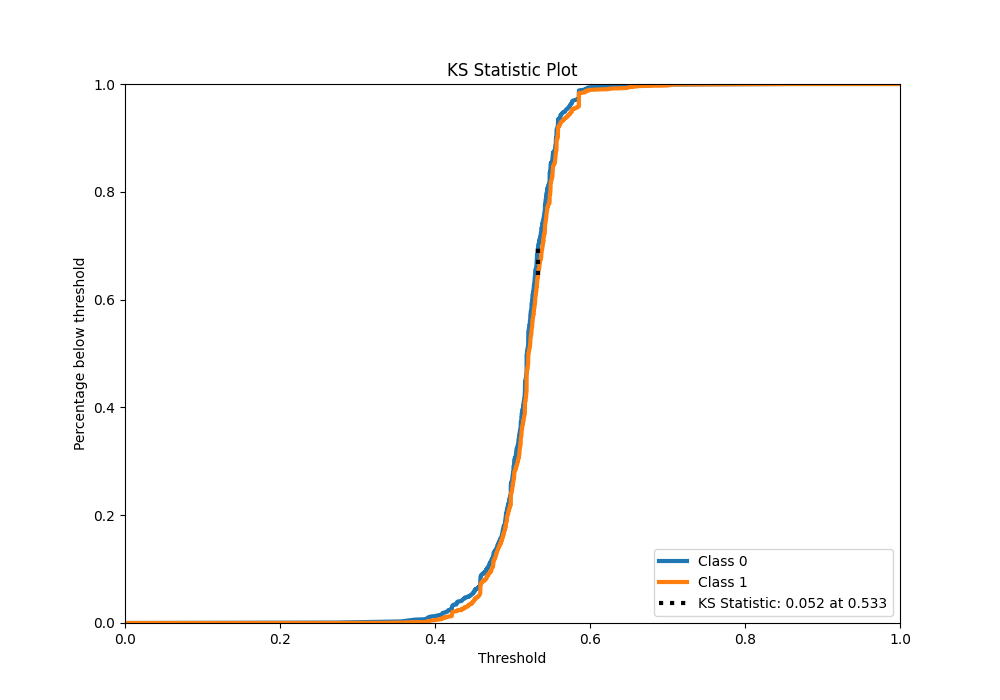 KS Statistic Plot
1.0
0.8
0.6
0.4
0.2
0.0
Percentage below threshold
0.0 0.2 0.4 0.6 0.8 1.0
Threshold
Class 0
Class 1
KS Statistic: 0.052 at 0.533